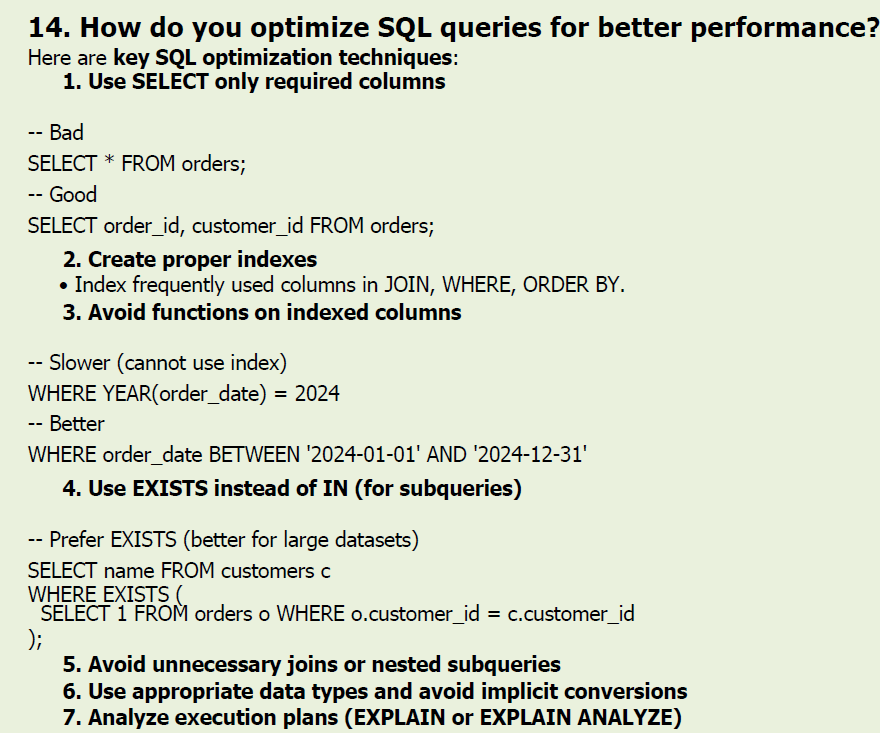 14. How do you optimize SQL queries for better performance?
Here are key SQL optimization techniques:
1. Use SELECT only required columns
-- Bad
SELECT * FROM orders;
-- Good
SELECT order_id, customer_id FROM orders;
2. Create proper indexes
• Index frequently used columns in JOIN, WHERE, ORDER BY.
3. Avoid functions on indexed columns
-- Slower (cannot use index)
WHERE YEAR(order_date) = 2024
-- Better
WHERE order_date BETWEEN '2024-01-01' AND '2024-12-31'
4. Use EXISTS instead of IN (for subqueries)
-- Prefer EXISTS (better for large datasets)
SELECT name FROM customers c
WHERE EXISTS (
SELECT 1 FROM orders o WHERE o.customer_id = c.customer_id
);
5. Avoid unnecessary joins or nested subqueries
6. Use appropriate data types and avoid implicit conversions
7. Analyze execution plans (EXPLAIN or EXPLAIN ANALYZE)